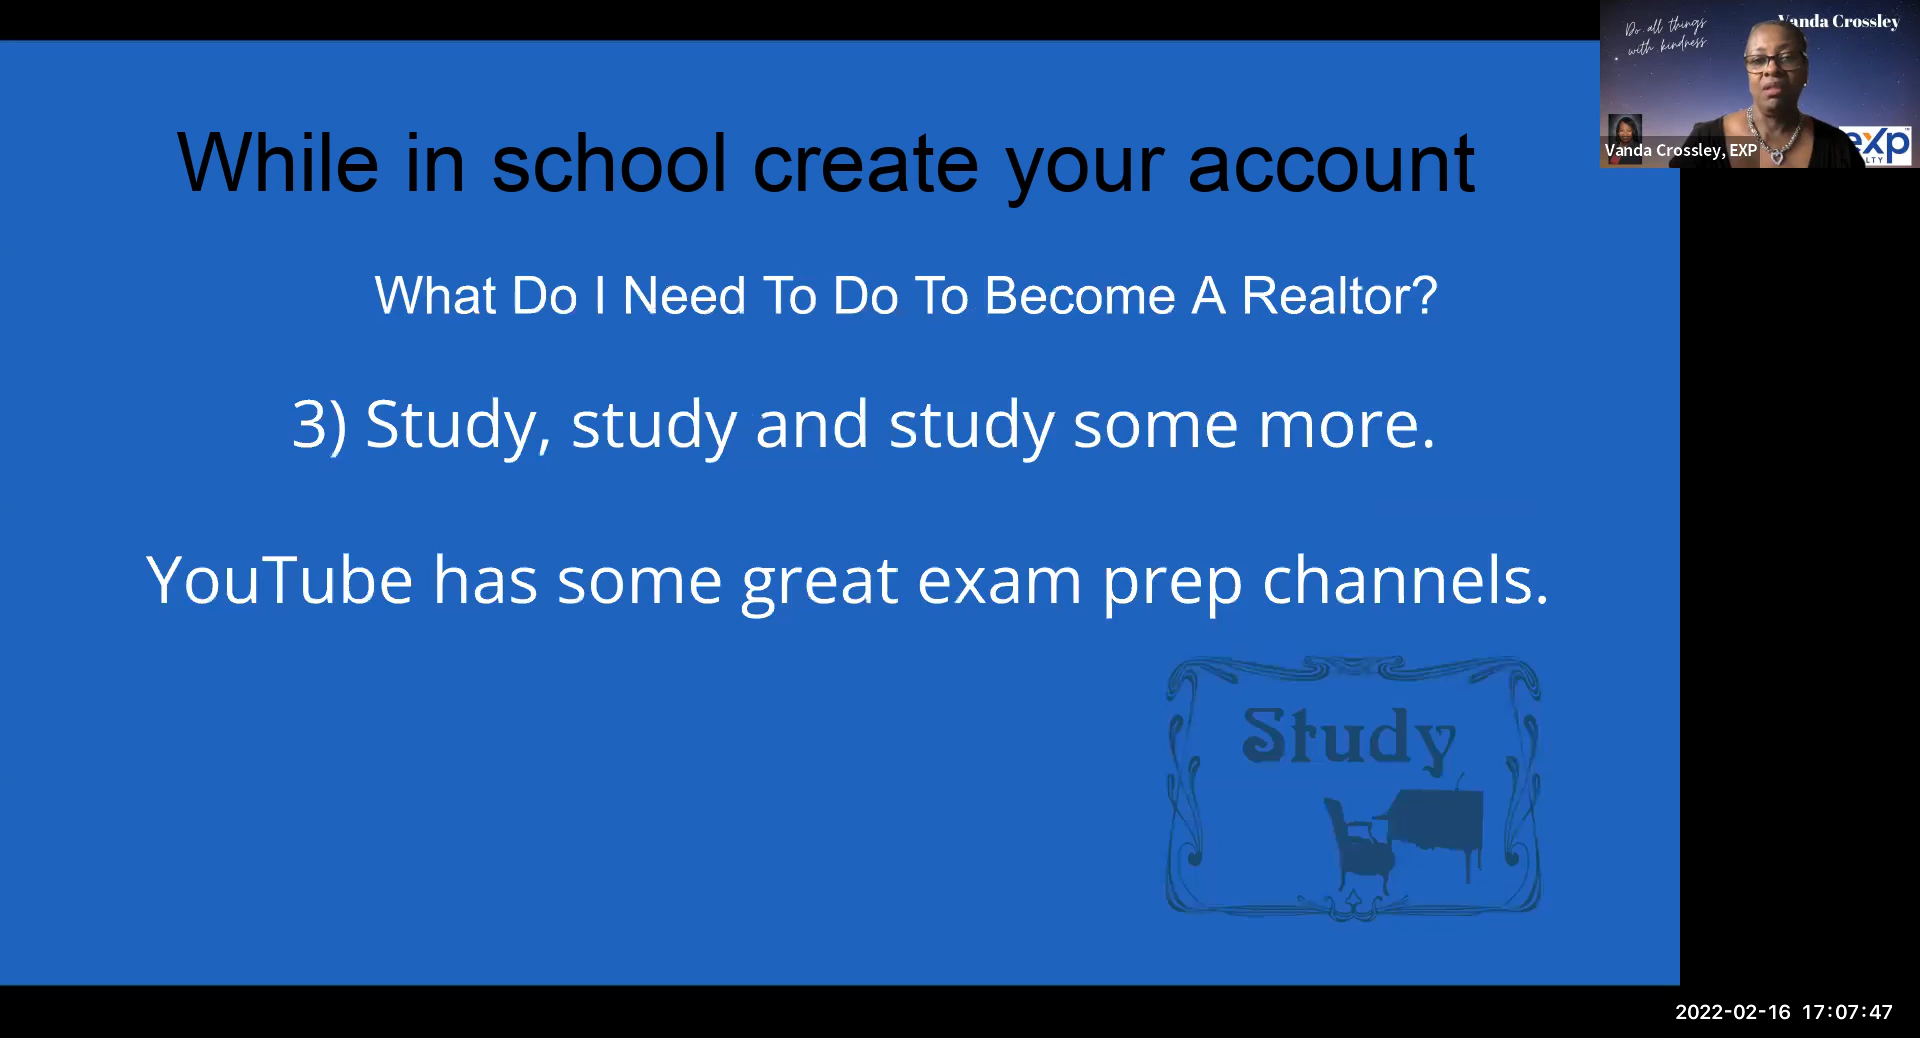 While in school create your account
What Do I Need To Do To Become A Realtor?
3) Study, study and study some more.
YouTube has some great exam prep channels.
Study
Do all things
with kindness
Vanda Crossley
Vanda Crossley, EXP
exp
LTY
2022-02-16 17:07:47